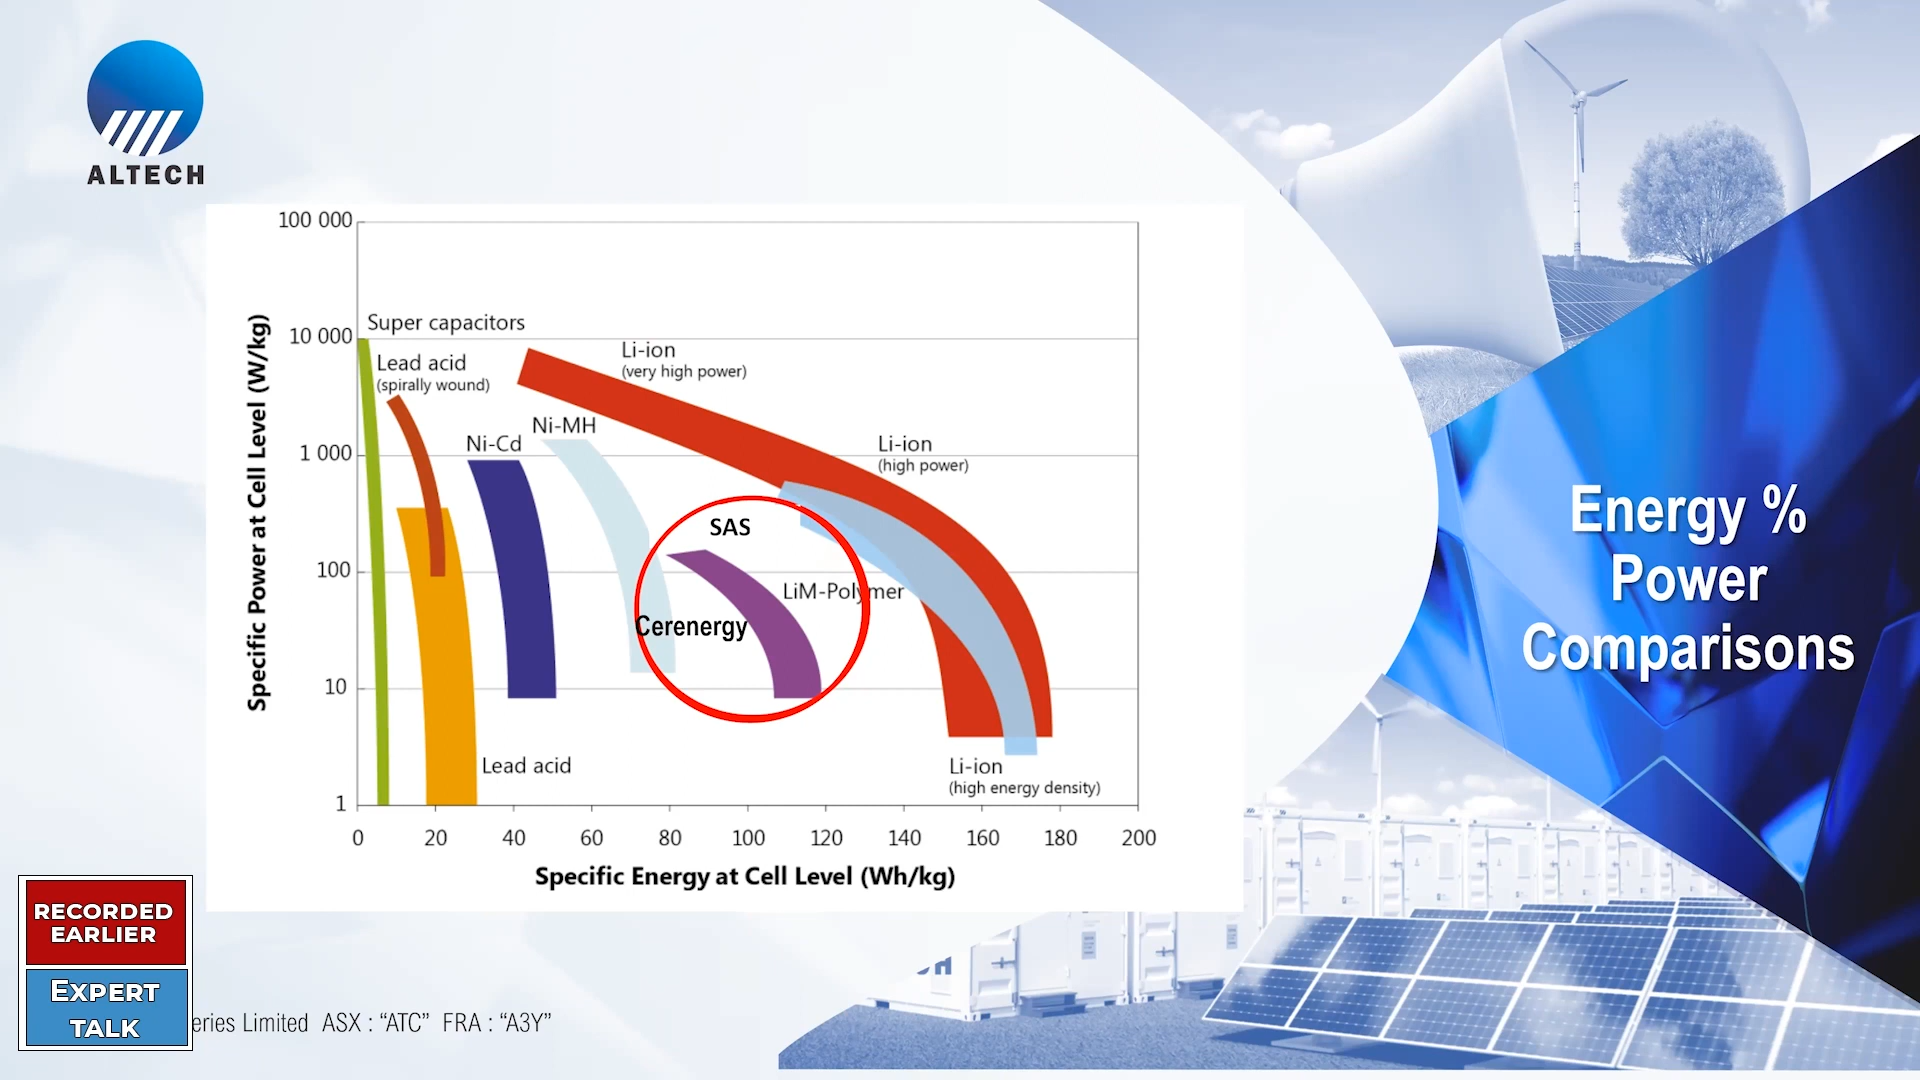 ALTECH
100 000
10 000
1 000
100
10
1
Specific Power at Cell Level (W/kg)
Super capacitors
Lead acid
(spirally wound)
Li-ion
(very high power)
Ni-MH
Ni-Cd
Li-ion
(high power)
SAS
LiM-Polymer
Cerenergy
Lead acid
Li-ion
(high energy density)
0 20 40 60 80 100 120 140 160 180 200
Specific Energy at Cell Level (Wh/kg)
Energy %
Power
Comparisons
RECORDED
EARLIER
EXPERT
TALK
eries Limited ASX : “ATC” FRA : “A3Y”